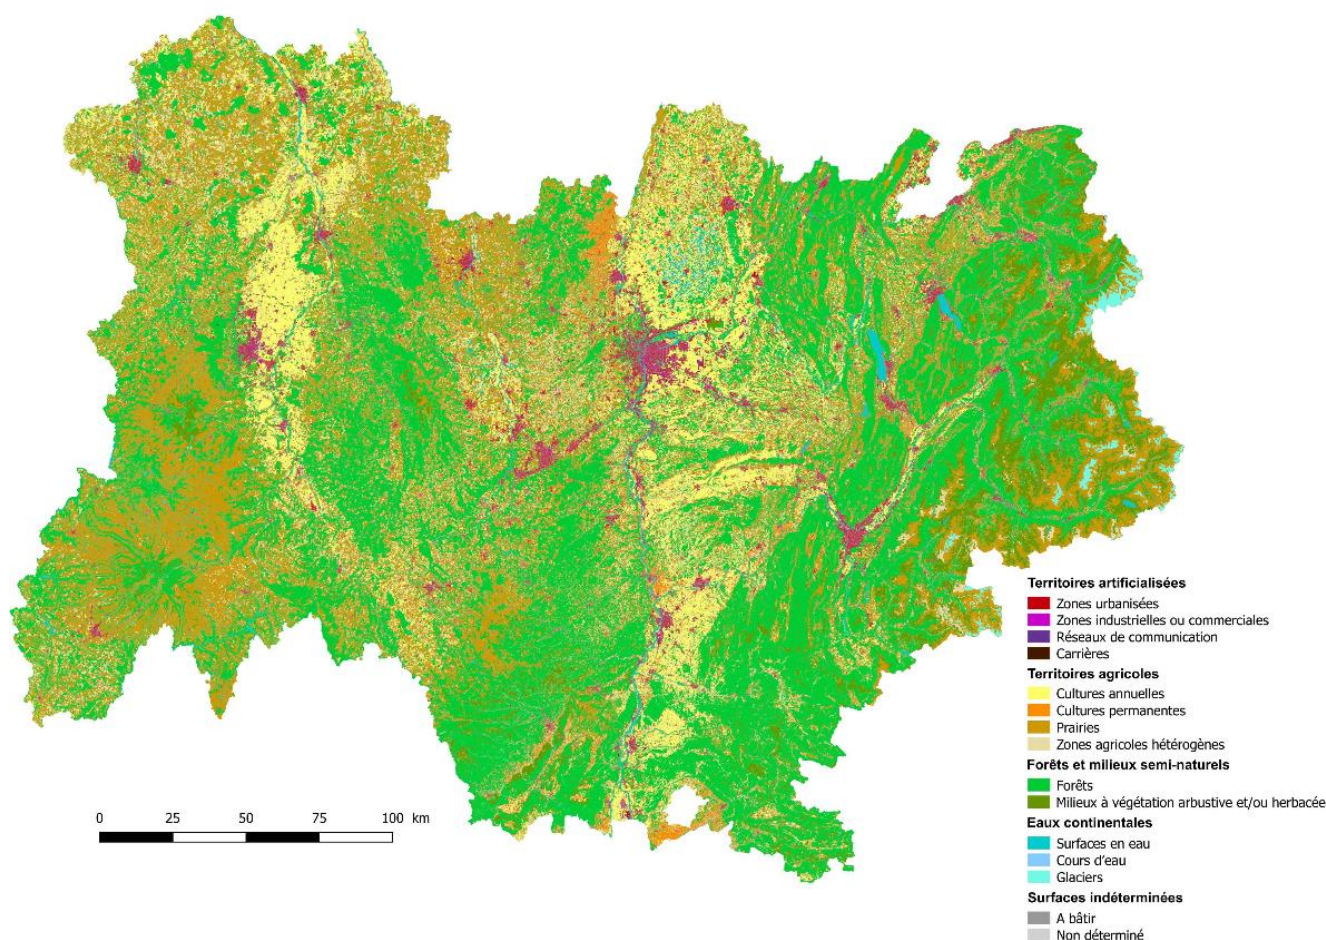 Territoires artificialisées
Zones urbanisées
Zones industrielles ou commerciales
Réseaux de communication
Carrières
Territoires agricoles
Cultures annuelles
Cultures permanentes
Prairies
Zones agricoles hétérogènes
Forêts et milieux semi-naturels
Forêts
Milieux à végétation arbustive et/ou herbacée
Eaux continentales
Surfaces en eau
Cours d'eau
Glaciers
Surfaces indéterminées
A bâtir
Non déterminé
0 25 50 75 100 km